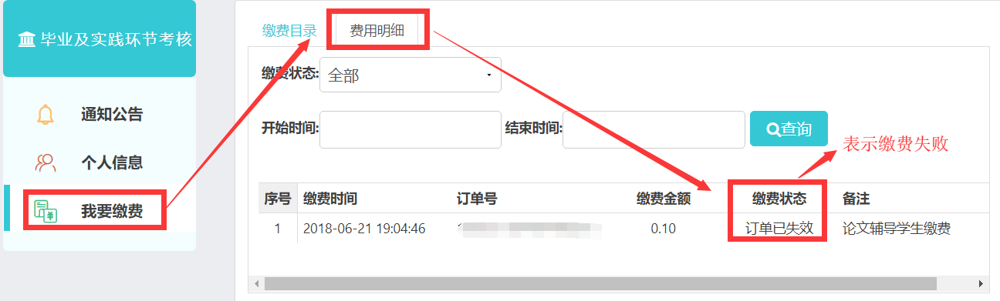 毕业及实践环节考核
通知公告
个人信息
我要缴费
缴费目录 费用明细
缴费状态: 全部
开始时间: 结束时间: 查询
表示缴费失败
序号 缴费时间 订单号 缴费金额 缴费状态 备注
1 2018-06-21 19:04:46 0.10 订单已失效 论文辅导学生缴费